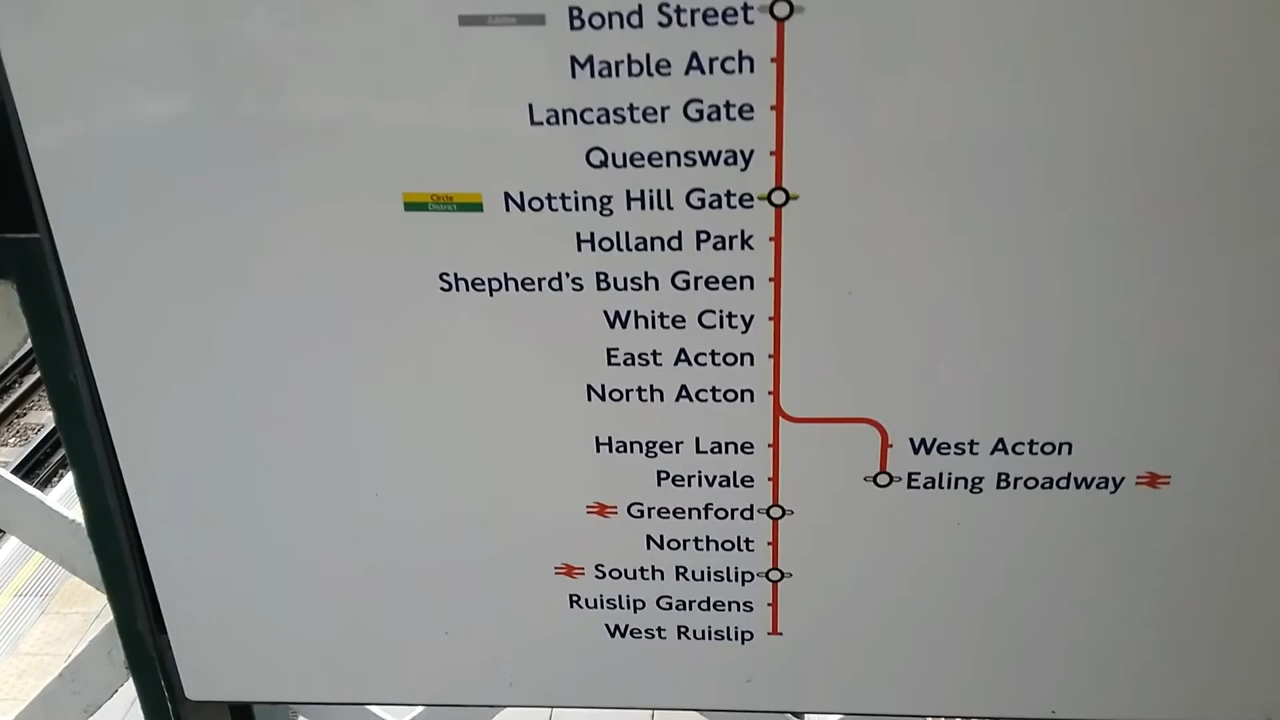 Jubilee
Bond Street
Marble Arch
Lancaster Gate
Queensway
Circle
District
Notting Hill Gate
Holland Park
Shepherd's Bush Green
White City
East Acton
North Acton
Hanger Lane
West Acton
Perivale
Ealing Broadway
Greenford
Northolt
South Ruislip
Ruislip Gardens
West Ruislip